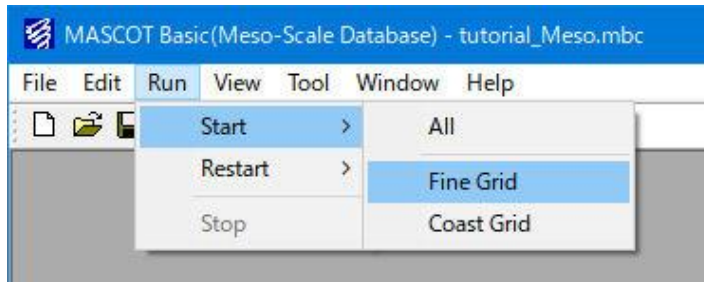 MASCOT Basic(Meso-Scale Database) - tutorial_Meso.mbc
File Edit Run View Tool Window Help
Start > All
Restart > Fine Grid
Stop Coast Grid